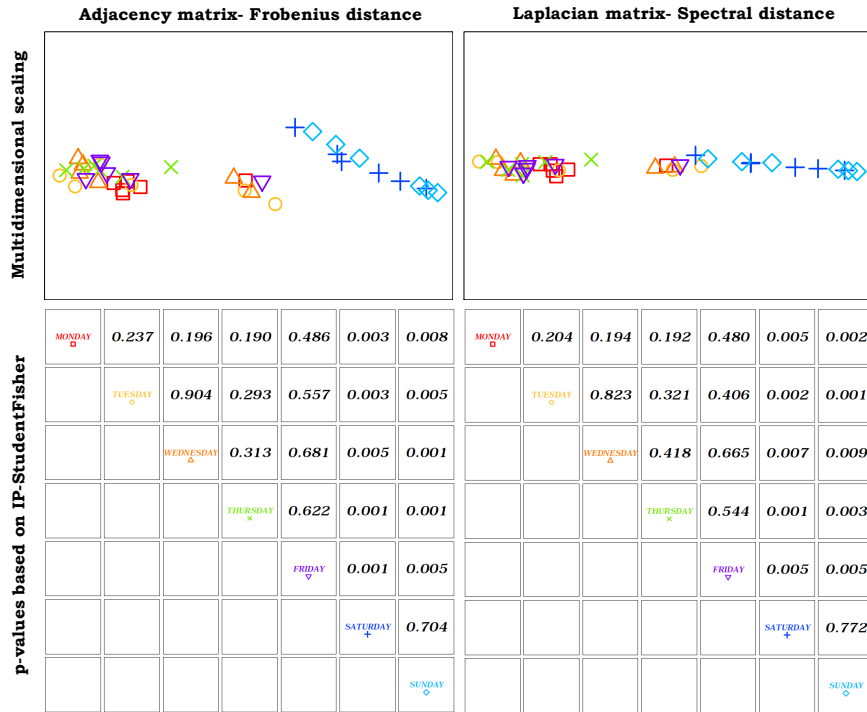 Adjacency matrix- Frobenius distance
Laplacian matrix- Spectral distance
Multidimensional scaling
p-values based on IP-StudentFisher
MONDAY 0.237 0.196 0.190 0.486 0.003 0.008
TUESDAY 0.904 0.293 0.557 0.003 0.005
WEDNESDAY 0.313 0.681 0.005 0.001
THURSDAY 0.622 0.001 0.001
FRIDAY 0.001 0.005
SATURDAY 0.704
SUNDAY
MONDAY 0.204 0.194 0.192 0.480 0.005 0.002
TUESDAY 0.823 0.321 0.406 0.002 0.001
WEDNESDAY 0.418 0.665 0.007 0.009
THURSDAY 0.544 0.001 0.003
FRIDAY 0.005 0.005
SATURDAY 0.772
SUNDAY